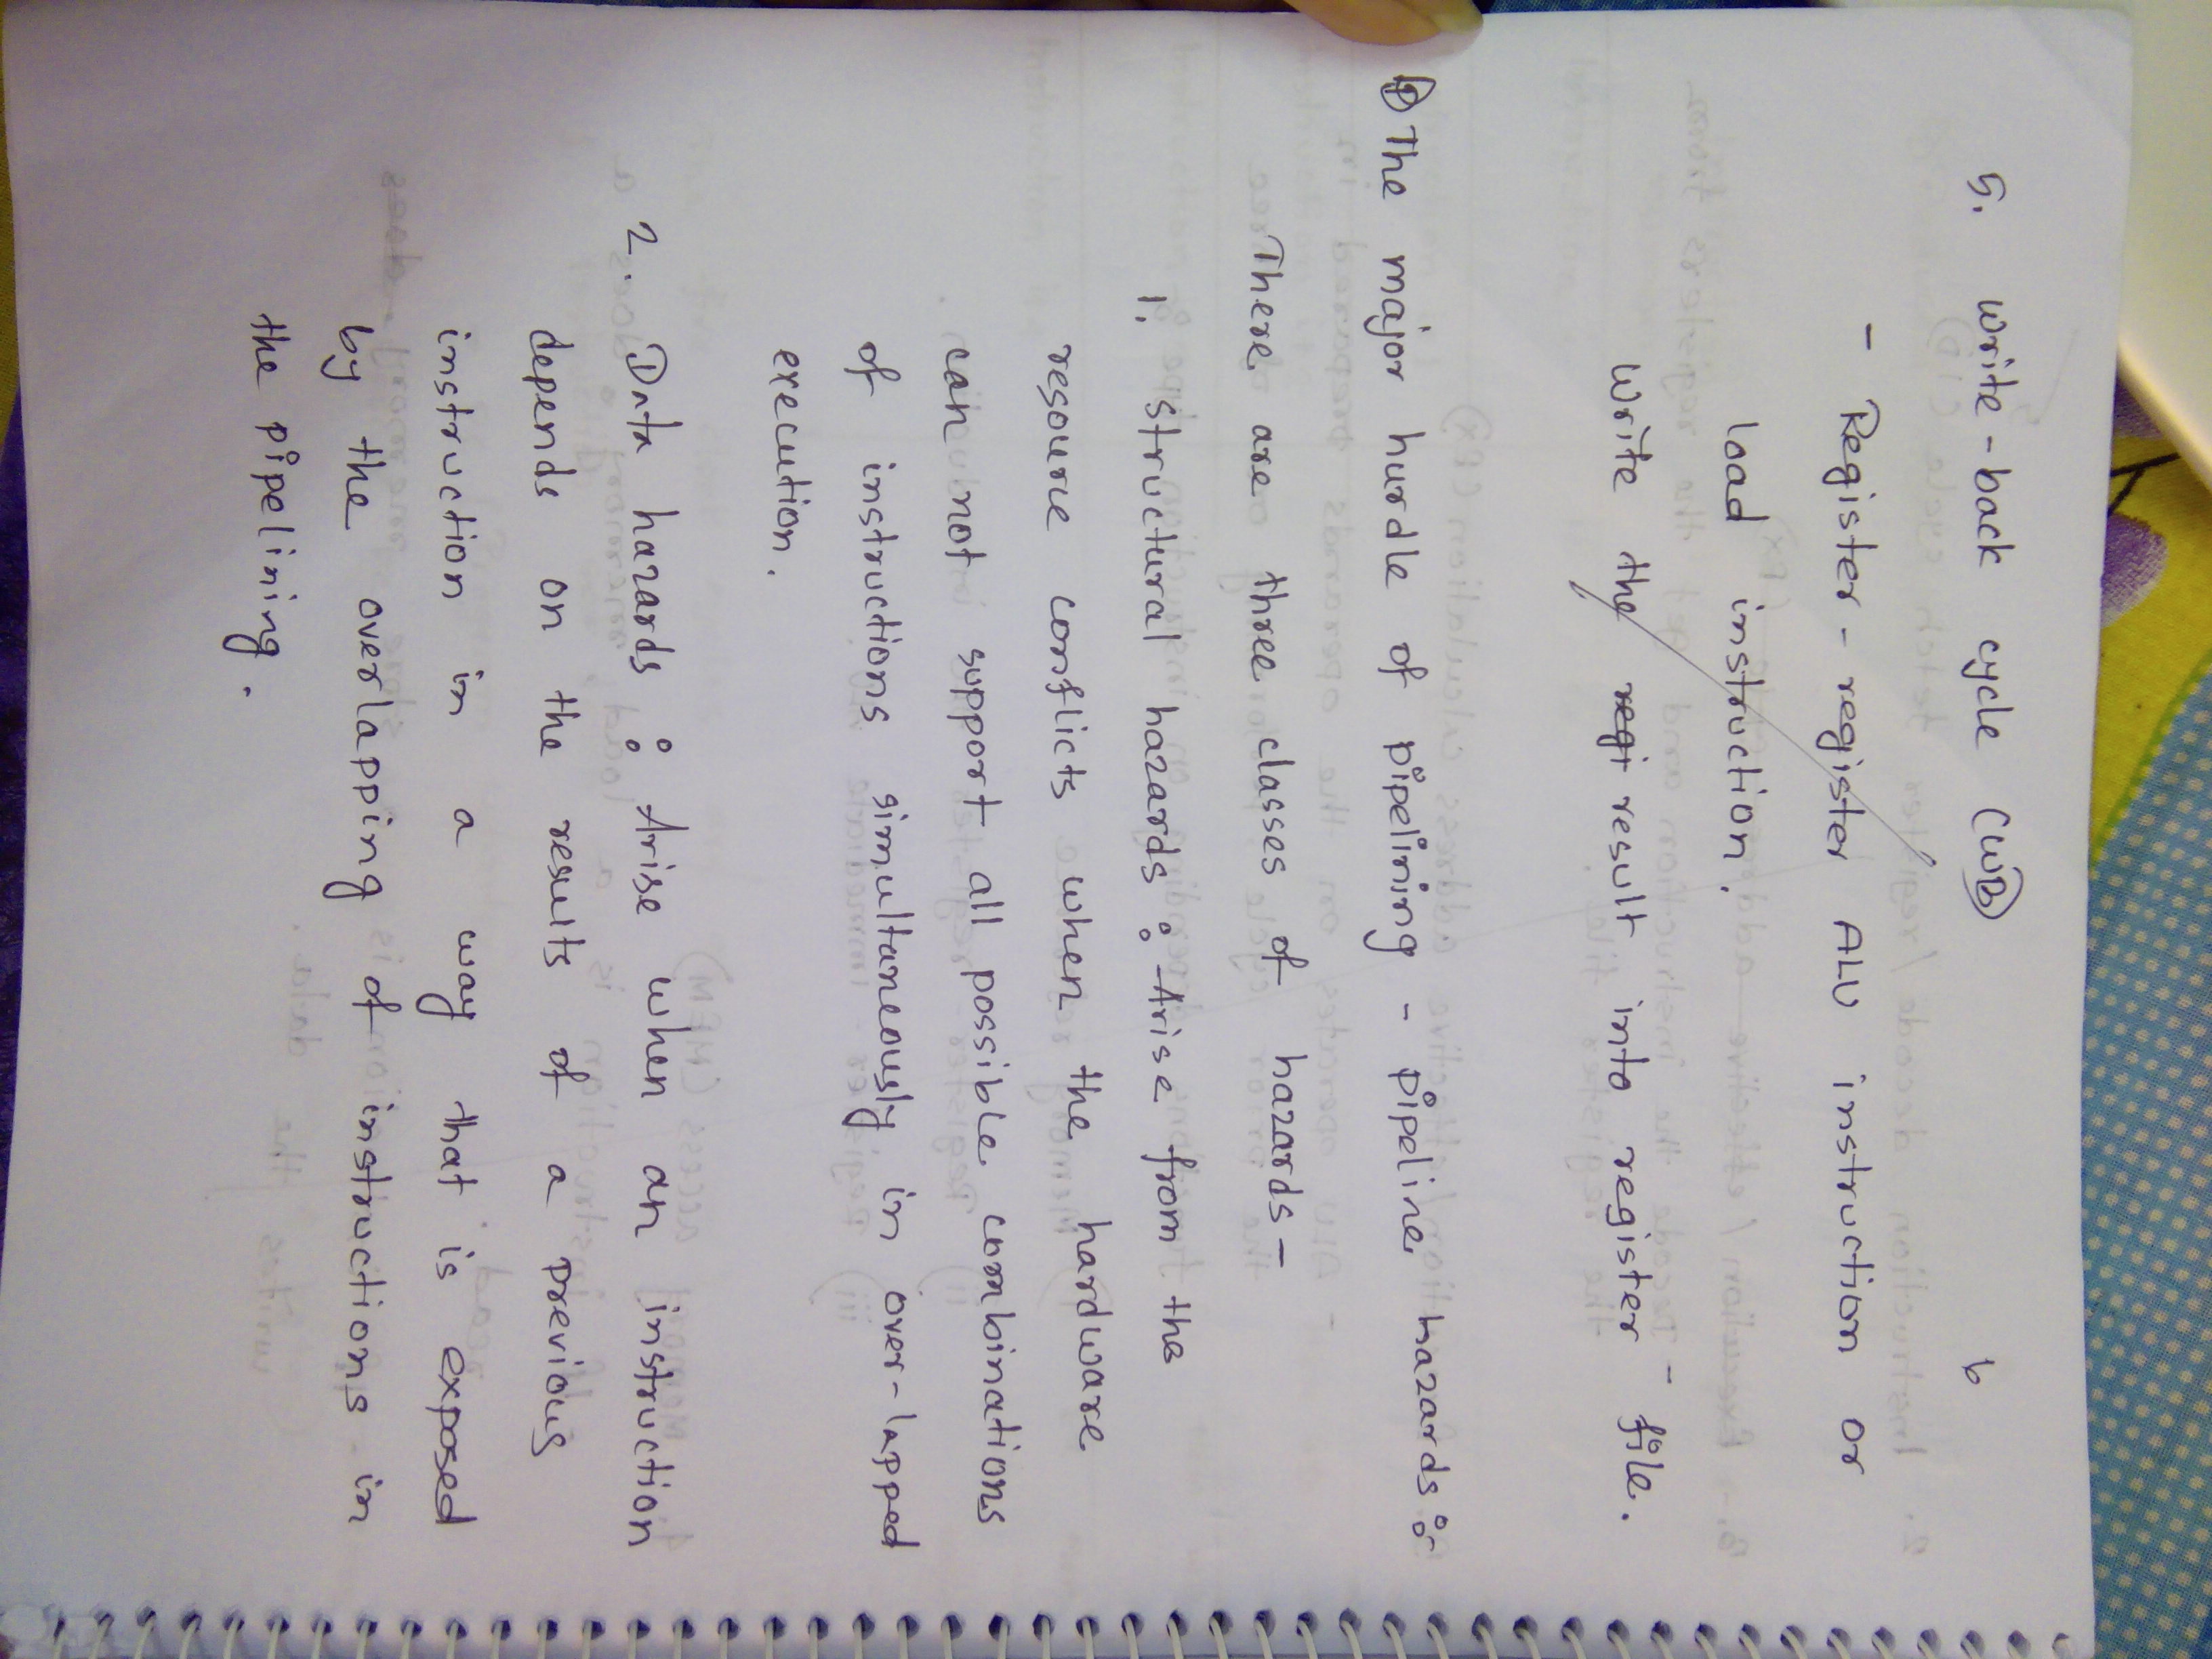 5. Write-back cycle (WB)
6
- Register-register ALU instruction or
load instruction.
Write the regi result into register- file.
The major hurdle of pipelining - pipeline hazards:-
There are three classes of hazards-
1. Structural hazards : Arise from the
resource conflicts when the hardware
can not support all possible combinations
of instructions simultaneously in over-lapped
execution.
2. Data hazards : Arise when an instruction
depends on the results of a previous
instruction in a way that is exposed
by the overlapping of instructions in
the pipelining.